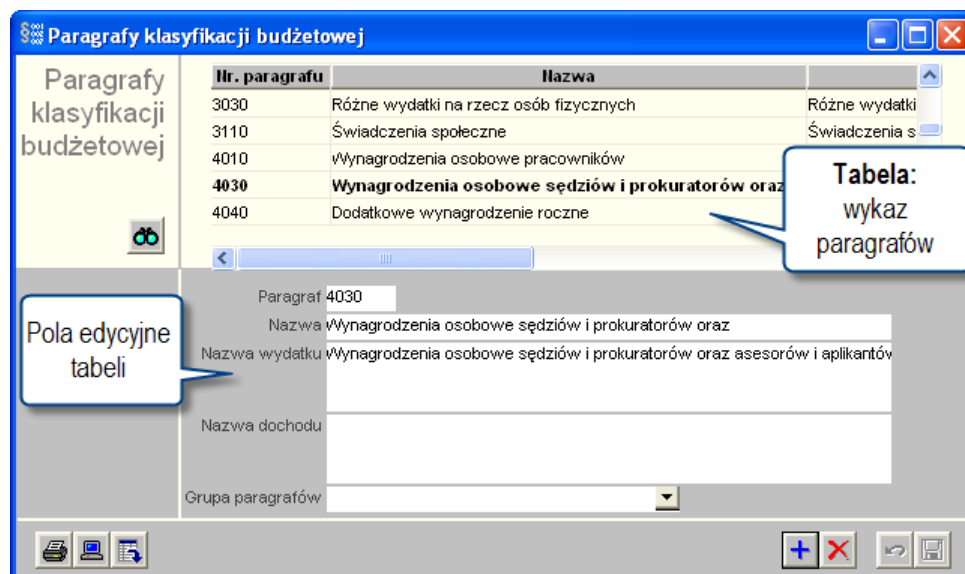 Paragrafy klasyfikacji budżetowej
Paragrafy
klasyfikacji
budżetowej
Nr. paragrafu Nazwa
3030 Różne wydatki na rzecz osób fizycznych Różne wydatki
3110 Świadczenia społeczne Świadczenia s
4010 Wynagrodzenia osobowe pracowników
4030 Wynagrodzenia osobowe sędziów i prokuratorów oraz
4040 Dodatkowe wynagrodzenie roczne
Tabela:
wykaz
paragrafów
Pola edycyjne
tabeli
Paragraf 4030
Nazwa Wynagrodzenia osobowe sędziów i prokuratorów oraz
Nazwa wydatku Wynagrodzenia osobowe sędziów i prokuratorów oraz asesorów i aplikantów
Nazwa dochodu
Grupa paragrafów